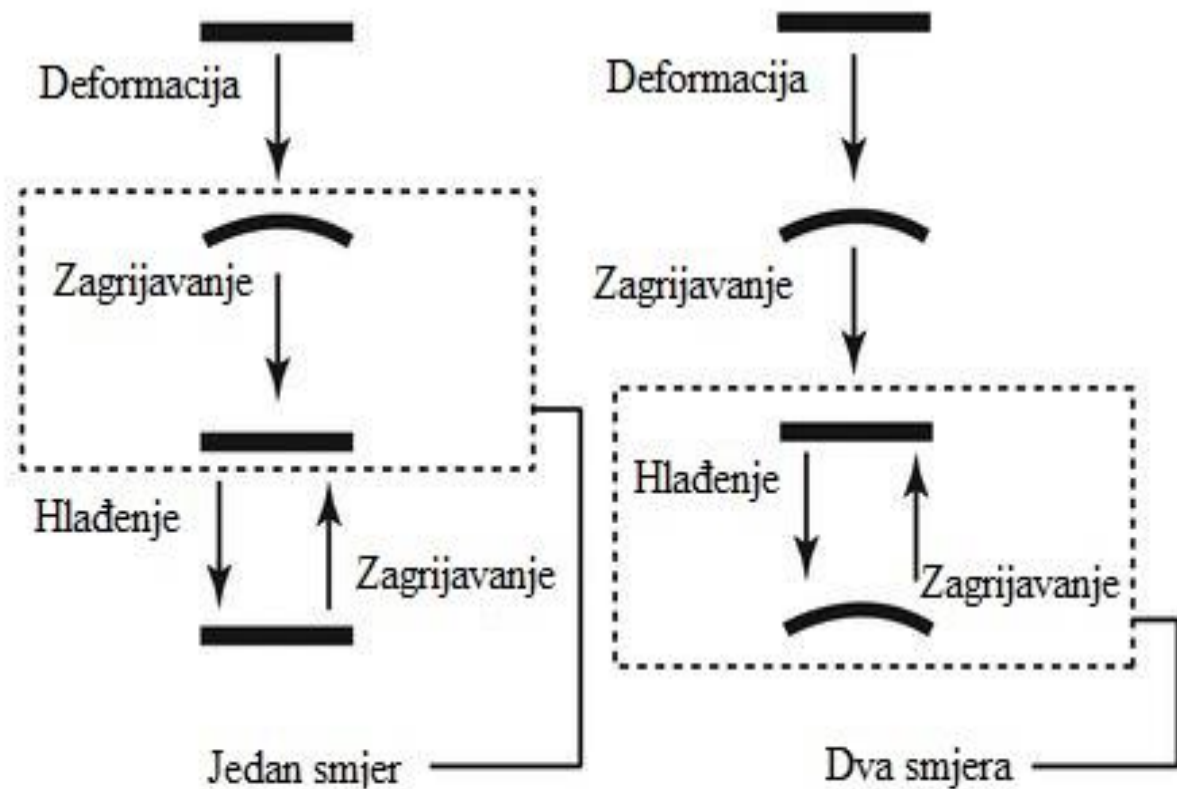 Deformacija
Zagrijavanje
Hlađenje
Zagrijavanje
Jedan smjer
Deformacija
Zagrijavanje
Hlađenje
Zagrijavanje
Dva smjera